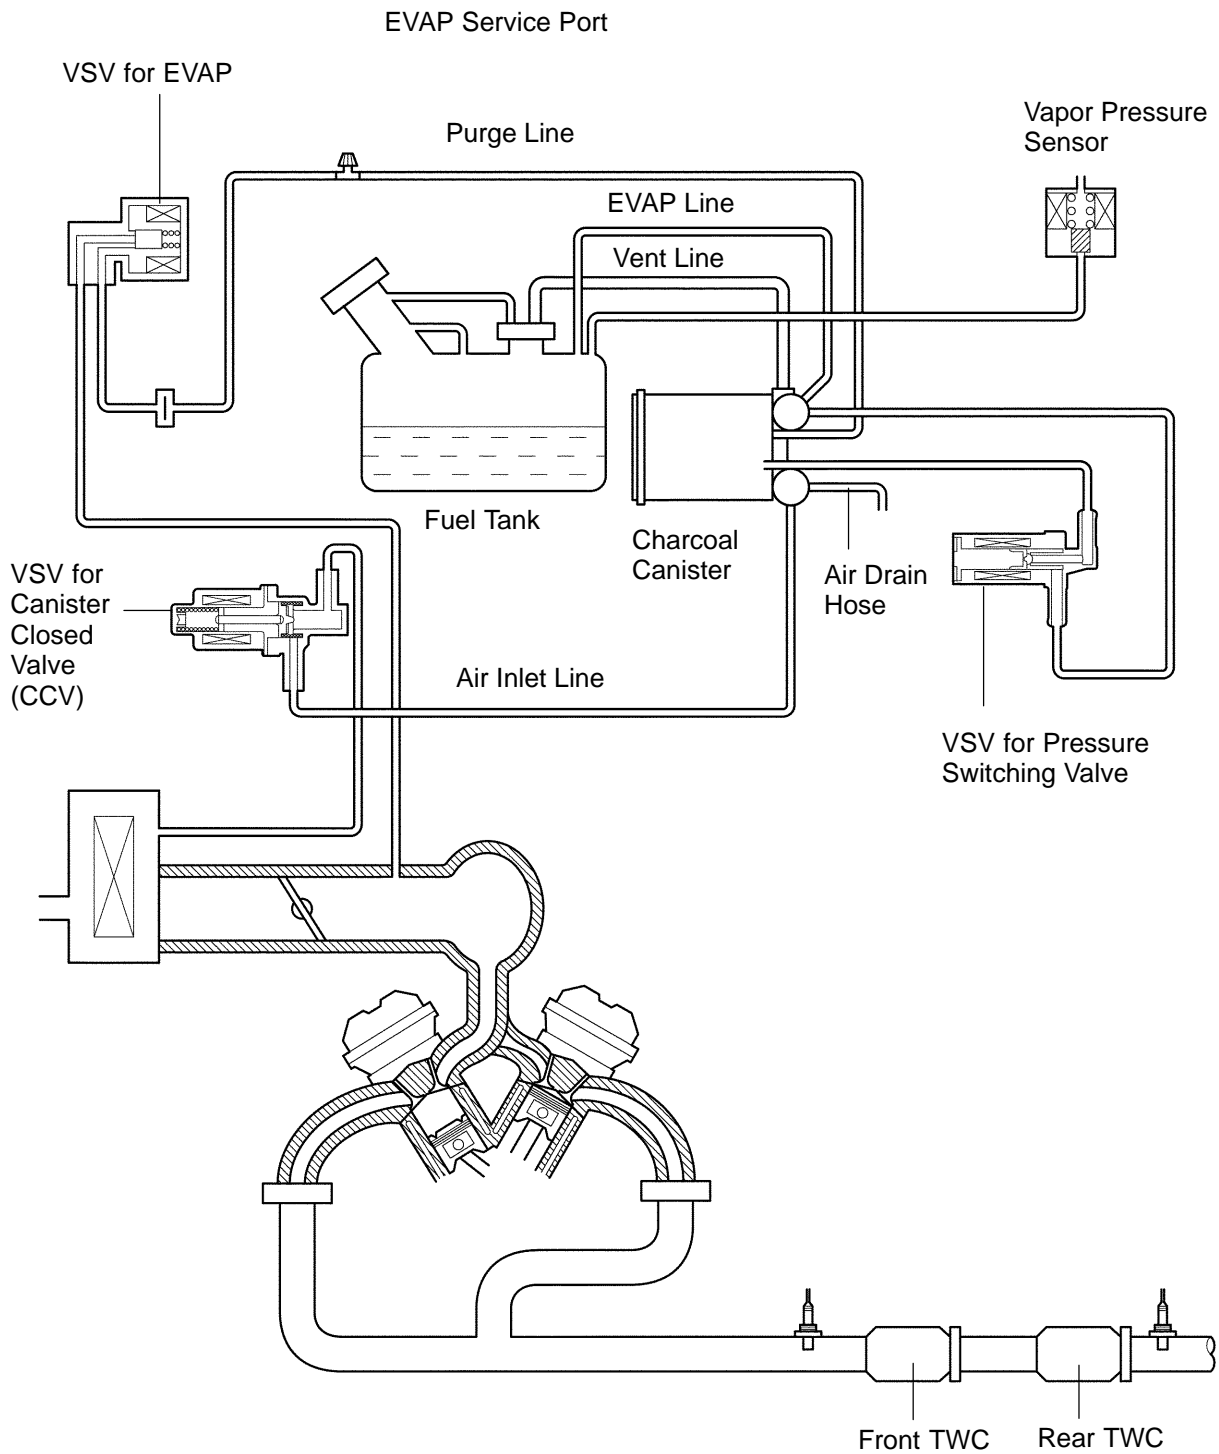 EVAP Service Port
VSV for EVAP
Purge Line
Vapor Pressure
Sensor
EVAP Line
Vent Line
Fuel Tank
Charcoal
Canister
Air Drain
Hose
VSV for
Canister
Closed
Valve
(CCV)
Air Inlet Line
VSV for Pressure
Switching Valve
Front TWC
Rear TWC